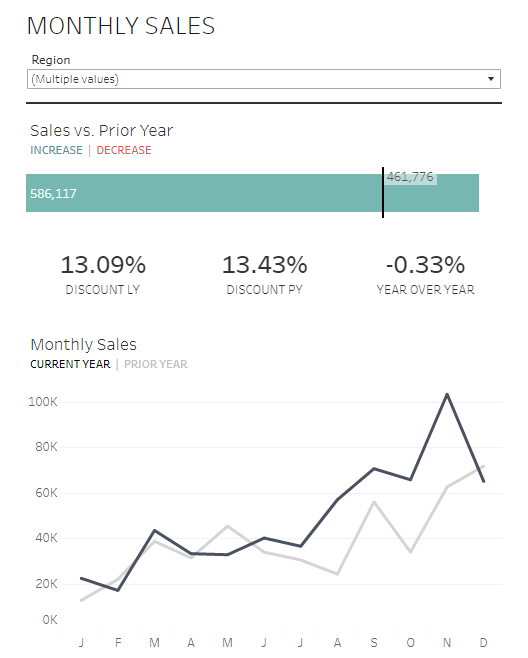 MONTHLY SALES
Region
(Multiple values)
Sales vs. Prior Year
INCREASE | DECREASE
461,776
586,117
13.09% 13.43% -0.33%
DISCOUNT LY DISCOUNT PY YEAR OVER YEAR
Monthly Sales
CURRENT YEAR | PRIOR YEAR
100K
80K
60K
40K
20K
0K
J F M A M J J A S O N D